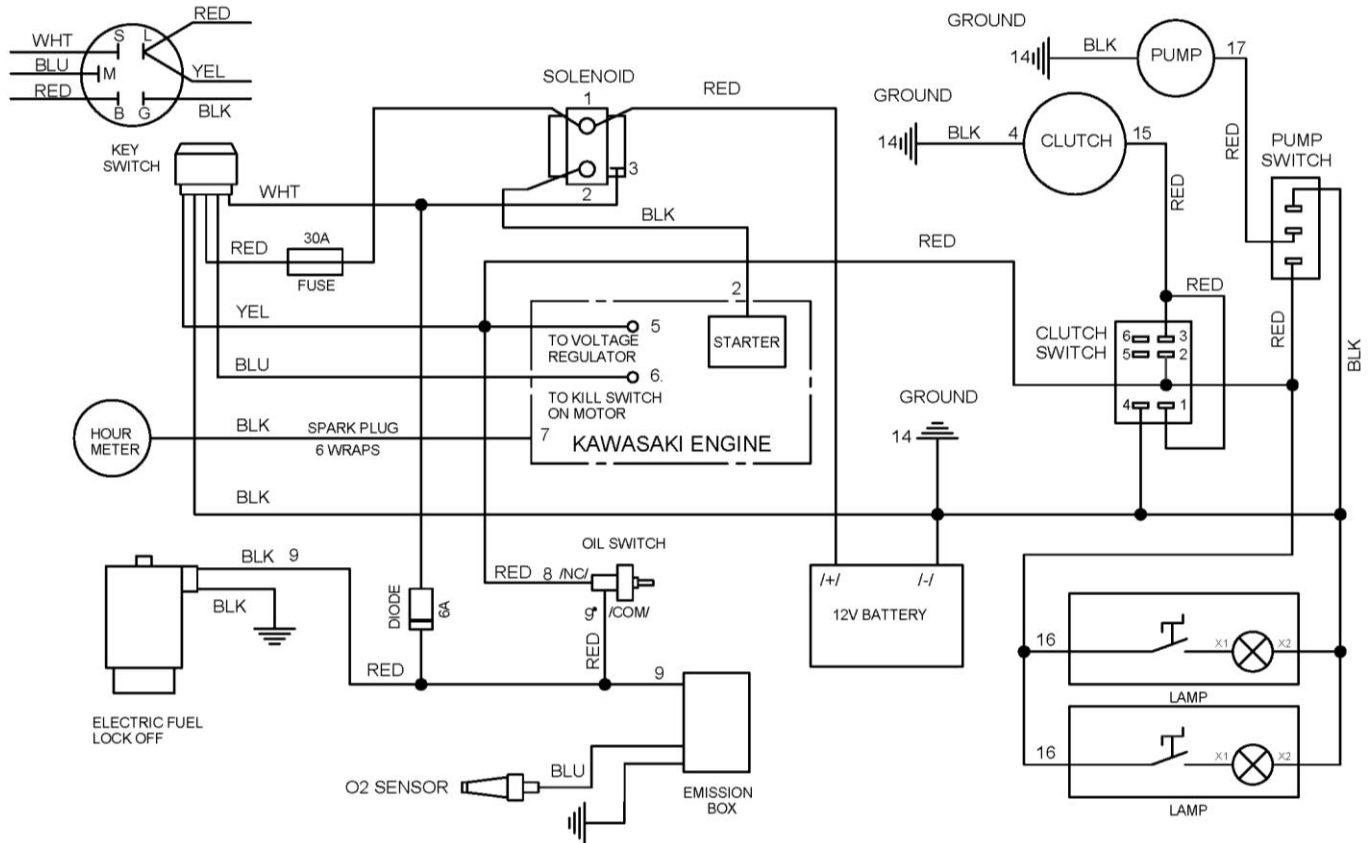 RED
S L
WHT
BLU
M
YEL
RED
B G
BLK
KEY
SWITCH
SOLENOID
1
RED
3
2
WHT
BLK
RED
30A
FUSE
YEL
5
TO VOLTAGE
REGULATOR
2
STARTER
BLU
6.
TO KILL SWITCH
ON MOTOR
HOUR
METER
BLK
SPARK PLUG
6 WRAPS
7
KAWASAKI ENGINE
BLK
GROUND
14
BLK
PUMP
17
GROUND
14
BLK
4
CLUTCH
15
RED
RED
PUMP
SWITCH
RED
RED
CLUTCH
SWITCH
6 3
5 2
4 1
RED
BLK
GROUND
14
BLK 9
BLK
ELECTRIC FUEL
LOCK OFF
DIODE
6A
RED
OIL SWITCH
RED 8 /NC/
9* /COM/
RED
9
O2 SENSOR
BLU
EMISSION
BOX
/+/ /-/
12V BATTERY
16
X1 X2
LAMP
16
X1 X2
LAMP